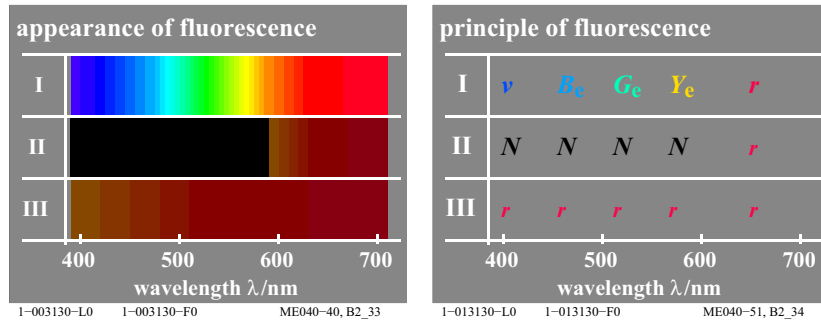 appearance of fluorescence
I
II
III
400 500 600 700
wavelength λ/nm
1−003130−L0 1−003130−F0 ME040−40, B2_33
principle of fluorescence
I v Be Ge Ye r
II N N N N r
III r r r r r
400 500 600 700
wavelength λ/nm
1−013130−L0 1−013130−F0 ME040−51, B2_34